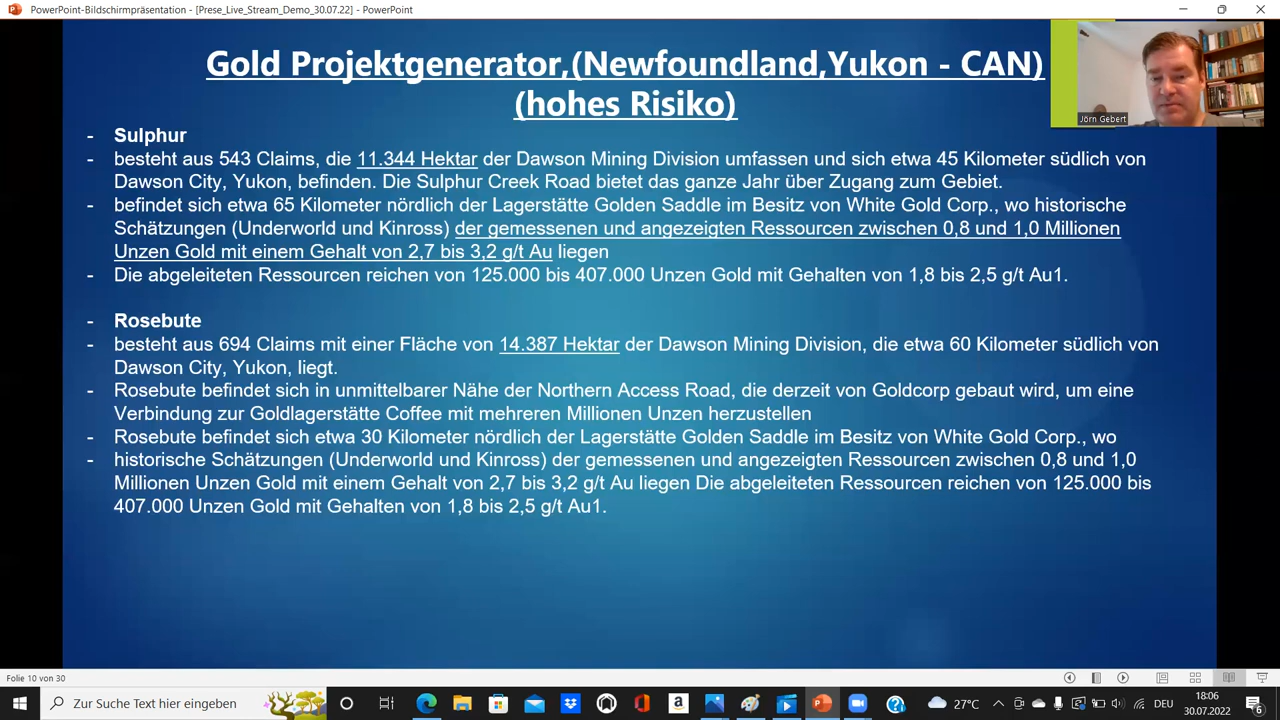 PowerPoint-Bildschirmpräsentation - [Prese_Live_Stream_Demo_30.07.22] - PowerPoint
Gold Projektgenerator,(Newfoundland,Yukon - CAN)
(hohes Risiko)
Jörn Gebert
- Sulphur
- besteht aus 543 Claims, die 11.344 Hektar der Dawson Mining Division umfassen und sich etwa 45 Kilometer südlich von
Dawson City, Yukon, befinden. Die Sulphur Creek Road bietet das ganze Jahr über Zugang zum Gebiet.
- befindet sich etwa 65 Kilometer nördlich der Lagerstätte Golden Saddle im Besitz von White Gold Corp., wo historische
Schätzungen (Underworld und Kinross) der gemessenen und angezeigten Ressourcen zwischen 0,8 und 1,0 Millionen
Unzen Gold mit einem Gehalt von 2,7 bis 3,2 g/t Au liegen
- Die abgeleiteten Ressourcen reichen von 125.000 bis 407.000 Unzen Gold mit Gehalten von 1,8 bis 2,5 g/t Au1.
- Rosebute
- besteht aus 694 Claims mit einer Fläche von 14.387 Hektar der Dawson Mining Division, die etwa 60 Kilometer südlich von
Dawson City, Yukon, liegt.
- Rosebute befindet sich in unmittelbarer Nähe der Northern Access Road, die derzeit von Goldcorp gebaut wird, um eine
Verbindung zur Goldlagerstätte Coffee mit mehreren Millionen Unzen herzustellen
- Rosebute befindet sich etwa 30 Kilometer nördlich der Lagerstätte Golden Saddle im Besitz von White Gold Corp., wo
- historische Schätzungen (Underworld und Kinross) der gemessenen und angezeigten Ressourcen zwischen 0,8 und 1,0
Millionen Unzen Gold mit einem Gehalt von 2,7 bis 3,2 g/t Au liegen Die abgeleiteten Ressourcen reichen von 125.000 bis
407.000 Unzen Gold mit Gehalten von 1,8 bis 2,5 g/t Au1.
Folie 10 von 30
Zur Suche Text hier eingeben
27°C
DEU
18:06
30.07.2022
6